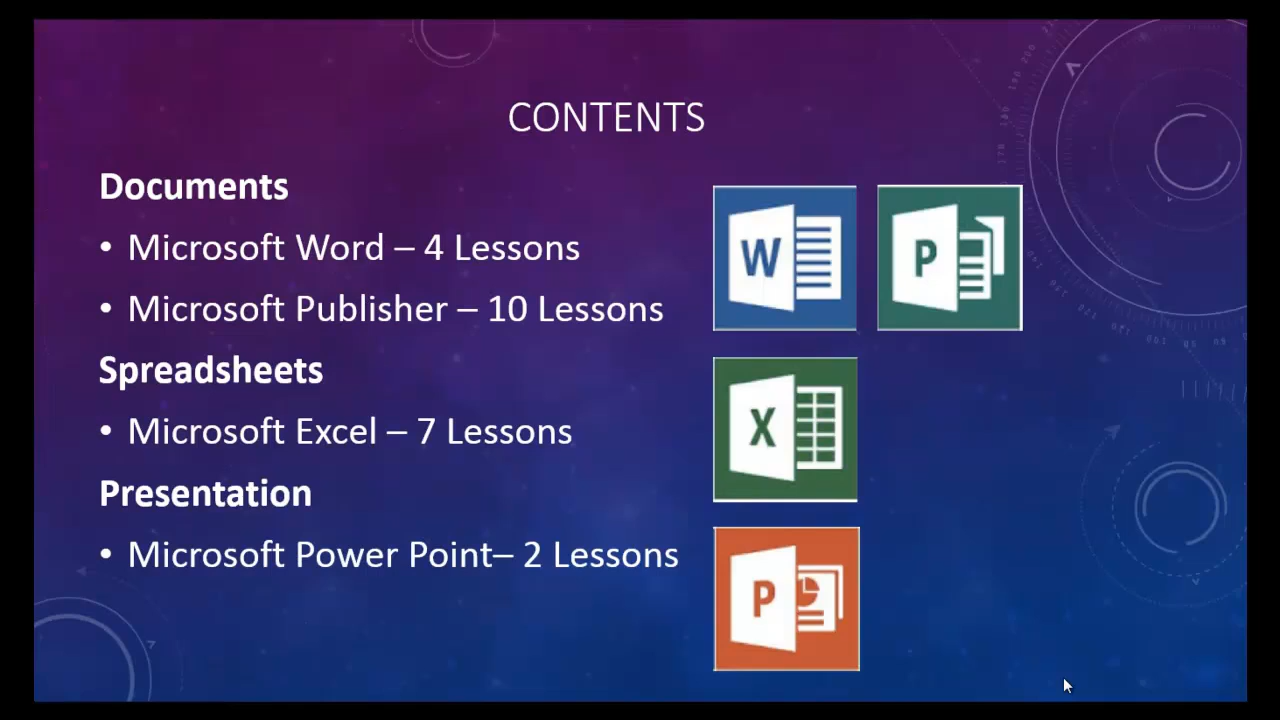 CONTENTS
Documents
• Microsoft Word – 4 Lessons
• Microsoft Publisher – 10 Lessons
Spreadsheets
• Microsoft Excel – 7 Lessons
Presentation
• Microsoft Power Point– 2 Lessons
W
P
X
P